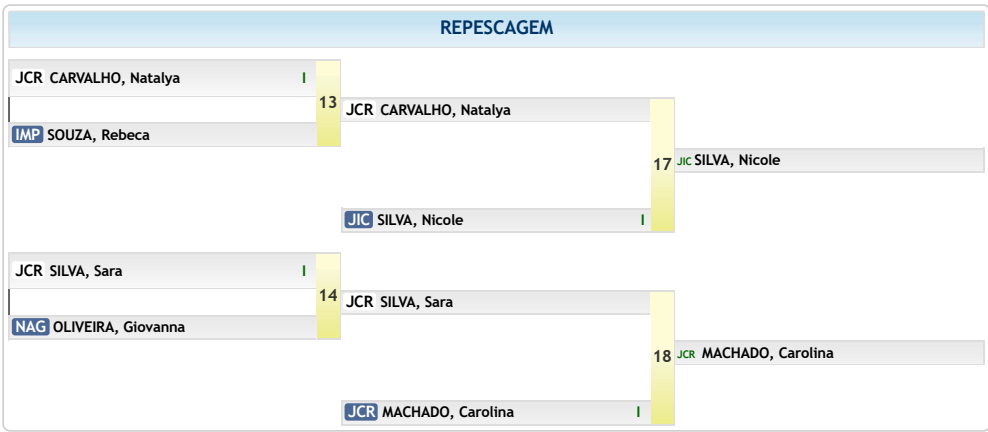 REPESCAGEM
JCR CARVALHO, Natalya I
13
IMP SOUZA, Rebeca
JCR CARVALHO, Natalya
17
JIC SILVA, Nicole I
JIC SILVA, Nicole
JCR SILVA, Sara I
14
NAG OLIVEIRA, Giovanna
JCR SILVA, Sara
18
JCR MACHADO, Carolina I
JCR MACHADO, Carolina